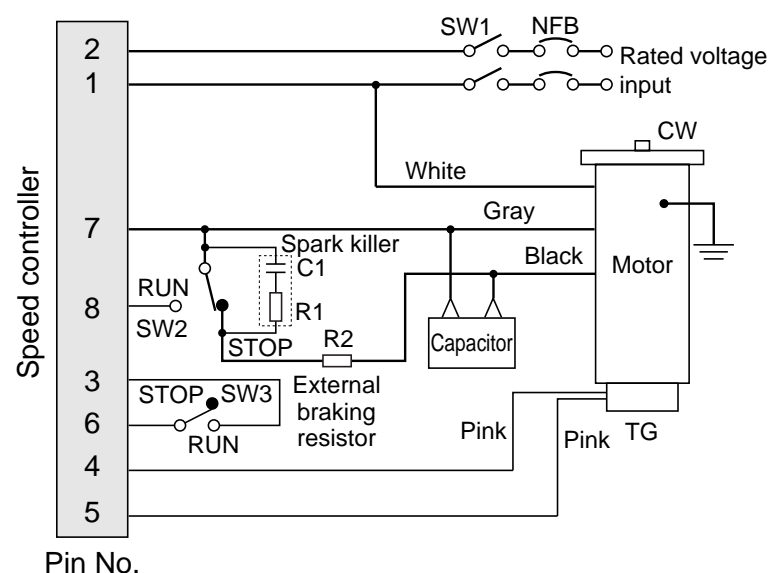 SW1 NFB
2 Rated voltage
1 input
CW
White
Gray
7
Spark killer
C1
Black
Motor
RUN
8
SW2
R1
STOP
R2
Capacitor
Speed controller
3
STOP SW3
External
braking
resistor
6
RUN
Pink
Pink
TG
4
5
Pin No.